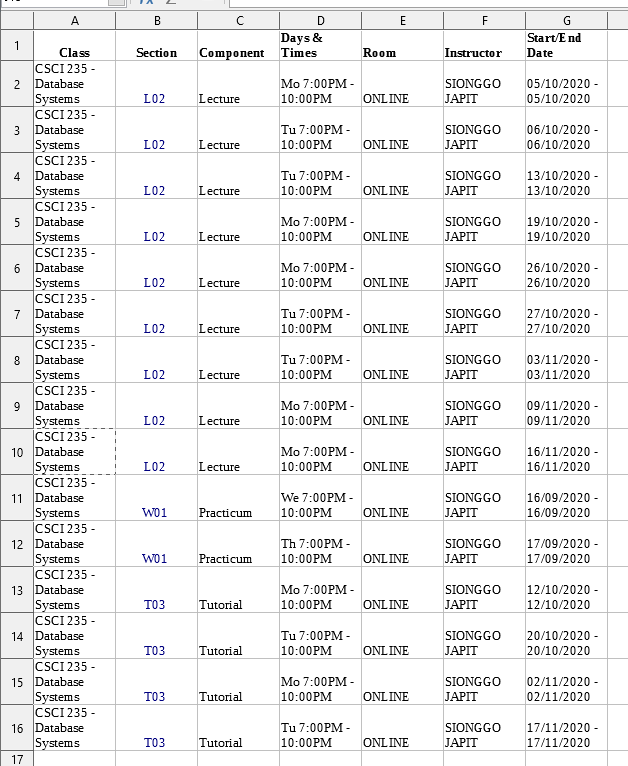 A B C D E F G
1 Class Section Component Days & Times Room Instructor Start/End Date
2 CSCI 235 - Database Systems L02 Lecture Mo 7:00PM - 10:00PM ONLINE SIONGGO JAPIT 05/10/2020 - 05/10/2020
3 CSCI 235 - Database Systems L02 Lecture Tu 7:00PM - 10:00PM ONLINE SIONGGO JAPIT 06/10/2020 - 06/10/2020
4 CSCI 235 - Database Systems L02 Lecture Tu 7:00PM - 10:00PM ONLINE SIONGGO JAPIT 13/10/2020 - 13/10/2020
5 CSCI 235 - Database Systems L02 Lecture Mo 7:00PM - 10:00PM ONLINE SIONGGO JAPIT 19/10/2020 - 19/10/2020
6 CSCI 235 - Database Systems L02 Lecture Mo 7:00PM - 10:00PM ONLINE SIONGGO JAPIT 26/10/2020 - 26/10/2020
7 CSCI 235 - Database Systems L02 Lecture Tu 7:00PM - 10:00PM ONLINE SIONGGO JAPIT 27/10/2020 - 27/10/2020
8 CSCI 235 - Database Systems L02 Lecture Tu 7:00PM - 10:00PM ONLINE SIONGGO JAPIT 03/11/2020 - 03/11/2020
9 CSCI 235 - Database Systems L02 Lecture Mo 7:00PM - 10:00PM ONLINE SIONGGO JAPIT 09/11/2020 - 09/11/2020
10 CSCI 235 - Database Systems L02 Lecture Mo 7:00PM - 10:00PM ONLINE SIONGGO JAPIT 16/11/2020 - 16/11/2020
11 CSCI 235 - Database Systems W01 Practicum We 7:00PM - 10:00PM ONLINE SIONGGO JAPIT 16/09/2020 - 16/09/2020
12 CSCI 235 - Database Systems W01 Practicum Th 7:00PM - 10:00PM ONLINE SIONGGO JAPIT 17/09/2020 - 17/09/2020
13 CSCI 235 - Database Systems T03 Tutorial Mo 7:00PM - 10:00PM ONLINE SIONGGO JAPIT 12/10/2020 - 12/10/2020
14 CSCI 235 - Database Systems T03 Tutorial Tu 7:00PM - 10:00PM ONLINE SIONGGO JAPIT 20/10/2020 - 20/10/2020
15 CSCI 235 - Database Systems T03 Tutorial Mo 7:00PM - 10:00PM ONLINE SIONGGO JAPIT 02/11/2020 - 02/11/2020
16 CSCI 235 - Database Systems T03 Tutorial Tu 7:00PM - 10:00PM ONLINE SIONGGO JAPIT 17/11/2020 - 17/11/2020
17